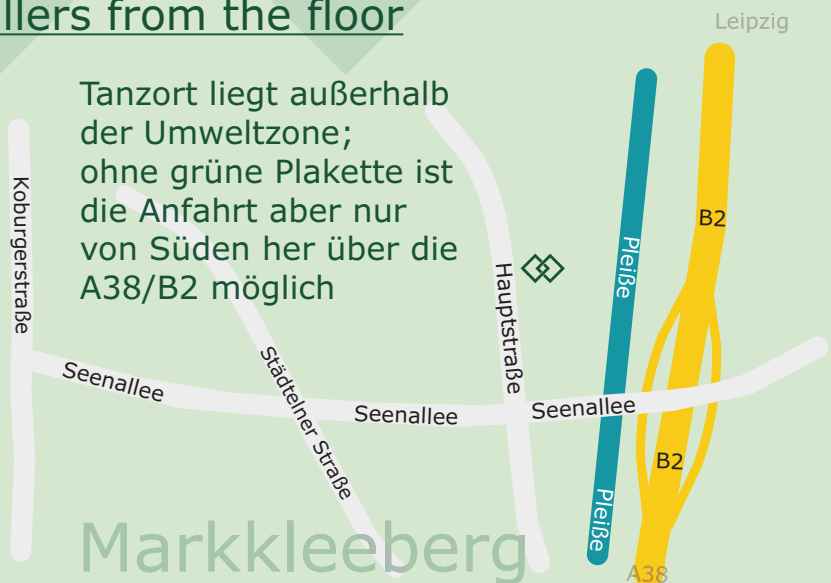 llers from the floor
Leipzig
Tanzort liegt außerhalb
der Umweltzone;
ohne grüne Plakette ist
die Anfahrt aber nur
von Süden her über die
A38/B2 möglich
Koburgerstraße
B2
Pleiße
Hauptstraße
Seenallee
Städtelner Straße
Seenallee
Seenallee
B2
Pleiße
Markkleeberg
A38